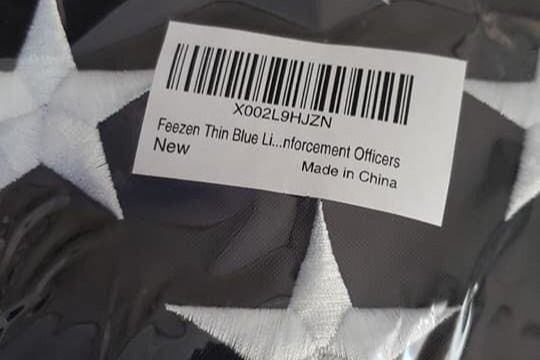 X002L9HJZN
Feezen Thin Blue Li...nforcement Officers
New
Made in China